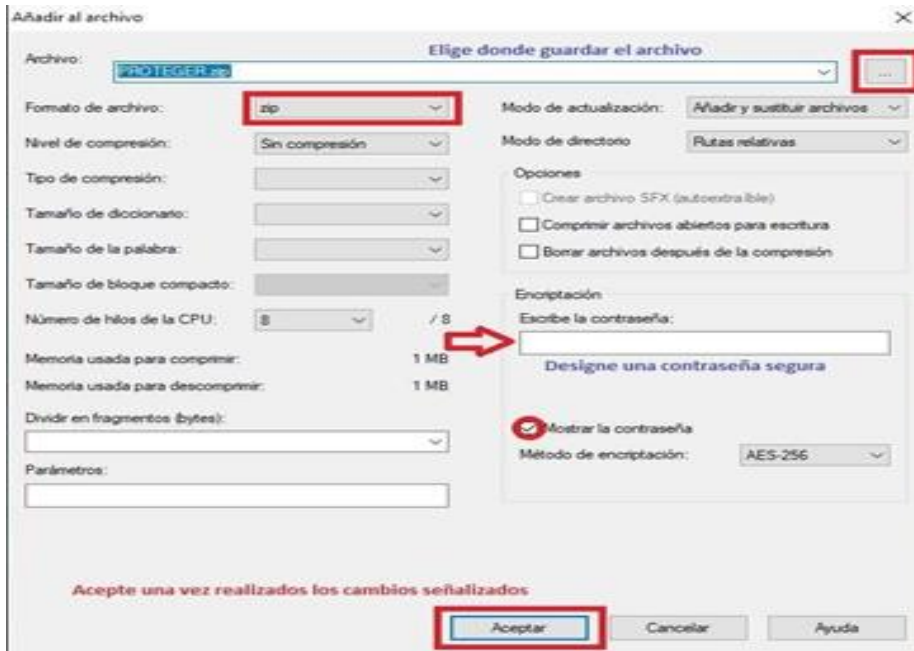 Añadir al archivo
Elige donde guardar el archivo
Archivo:
PROTEGER.zip
...
Formato de archivo:
zip
Modo de actualización:
Añadir y sustituir archivos
Nivel de compresión:
Sin compresión
Modo de directorio
Rutas relativas
Tipo de compresión:
Opciones
Crear archivo SFX (autoextraíble)
Tamaño de diccionario:
Comprimir archivos abiertos para escritura
Tamaño de la palabra:
Borrar archivos después de la compresión
Tamaño de bloque compacto:
Encriptación
Número de hilos de la CPU:
8
/ 8
Escribe la contraseña:
Memoria usada para comprimir:
1 MB
Designe una contraseña segura
Memoria usada para descomprimir:
1 MB
Dividir en fragmentos (bytes):
Mostrar la contraseña
Método de encriptación:
AES-256
Parámetros:
Acepte una vez realizados los cambios señalizados
Aceptar
Cancelar
Ayuda